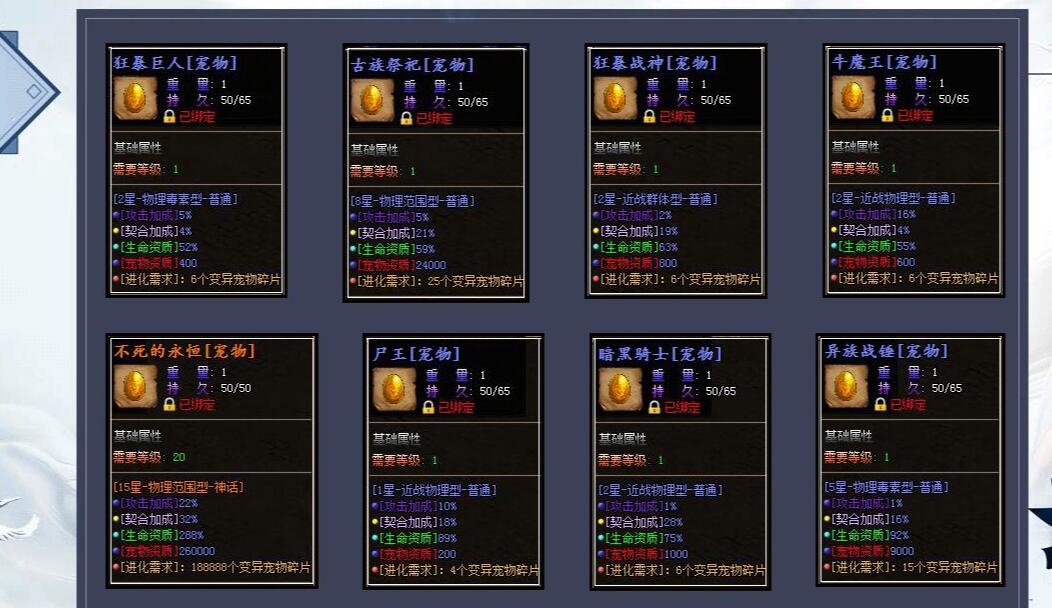 狂暴巨人[宠物]
重 量: 1
持 久: 50/65
已绑定
基础属性
需要等级: 1
[2星-物理毒素型-普通]
[攻击加成]5%
[契合加成]4%
[生命资质]52%
[宠物资质]400
[进化需求]: 6个变异宠物碎片
古族祭祀[宠物]
重 量: 1
持 久: 50/65
已绑定
基础属性
需要等级: 1
[8星-物理范围型-普通]
[攻击加成]5%
[契合加成]21%
[生命资质]59%
[宠物资质]24000
[进化需求]: 25个变异宠物碎片
狂暴战神[宠物]
重 量: 1
持 久: 50/65
已绑定
基础属性
需要等级: 1
[2星-近战群体型-普通]
[攻击加成]2%
[契合加成]19%
[生命资质]63%
[宠物资质]800
[进化需求]: 6个变异宠物碎片
牛魔王[宠物]
重 量: 1
持 久: 50/65
已绑定
基础属性
需要等级: 1
[2星-近战物理型-普通]
[攻击加成]16%
[契合加成]4%
[生命资质]55%
[宠物资质]600
[进化需求]: 6个变异宠物碎片
不死的永恒[宠物]
重 量: 1
持 久: 50/50
已绑定
基础属性
需要等级: 20
[15星-物理范围型-神话]
[攻击加成]22%
[契合加成]32%
[生命资质]288%
[宠物资质]260000
[进化需求]: 188888个变异宠物碎片
尸王[宠物]
重 量: 1
持 久: 50/65
已绑定
基础属性
需要等级: 1
[1星-近战物理型-普通]
[攻击加成]10%
[契合加成]18%
[生命资质]89%
[宠物资质]200
[进化需求]: 4个变异宠物碎片
暗黑骑士[宠物]
重 量: 1
持 久: 50/65
已绑定
基础属性
需要等级: 1
[2星-近战物理型-普通]
[攻击加成]1%
[契合加成]28%
[生命资质]75%
[宠物资质]1000
[进化需求]: 6个变异宠物碎片
异族战锤[宠物]
重 量: 1
持 久: 50/65
已绑定
基础属性
需要等级: 1
[5星-物理毒素型-普通]
[攻击加成]1%
[契合加成]16%
[生命资质]92%
[宠物资质]9000
[进化需求]: 15个变异宠物碎片